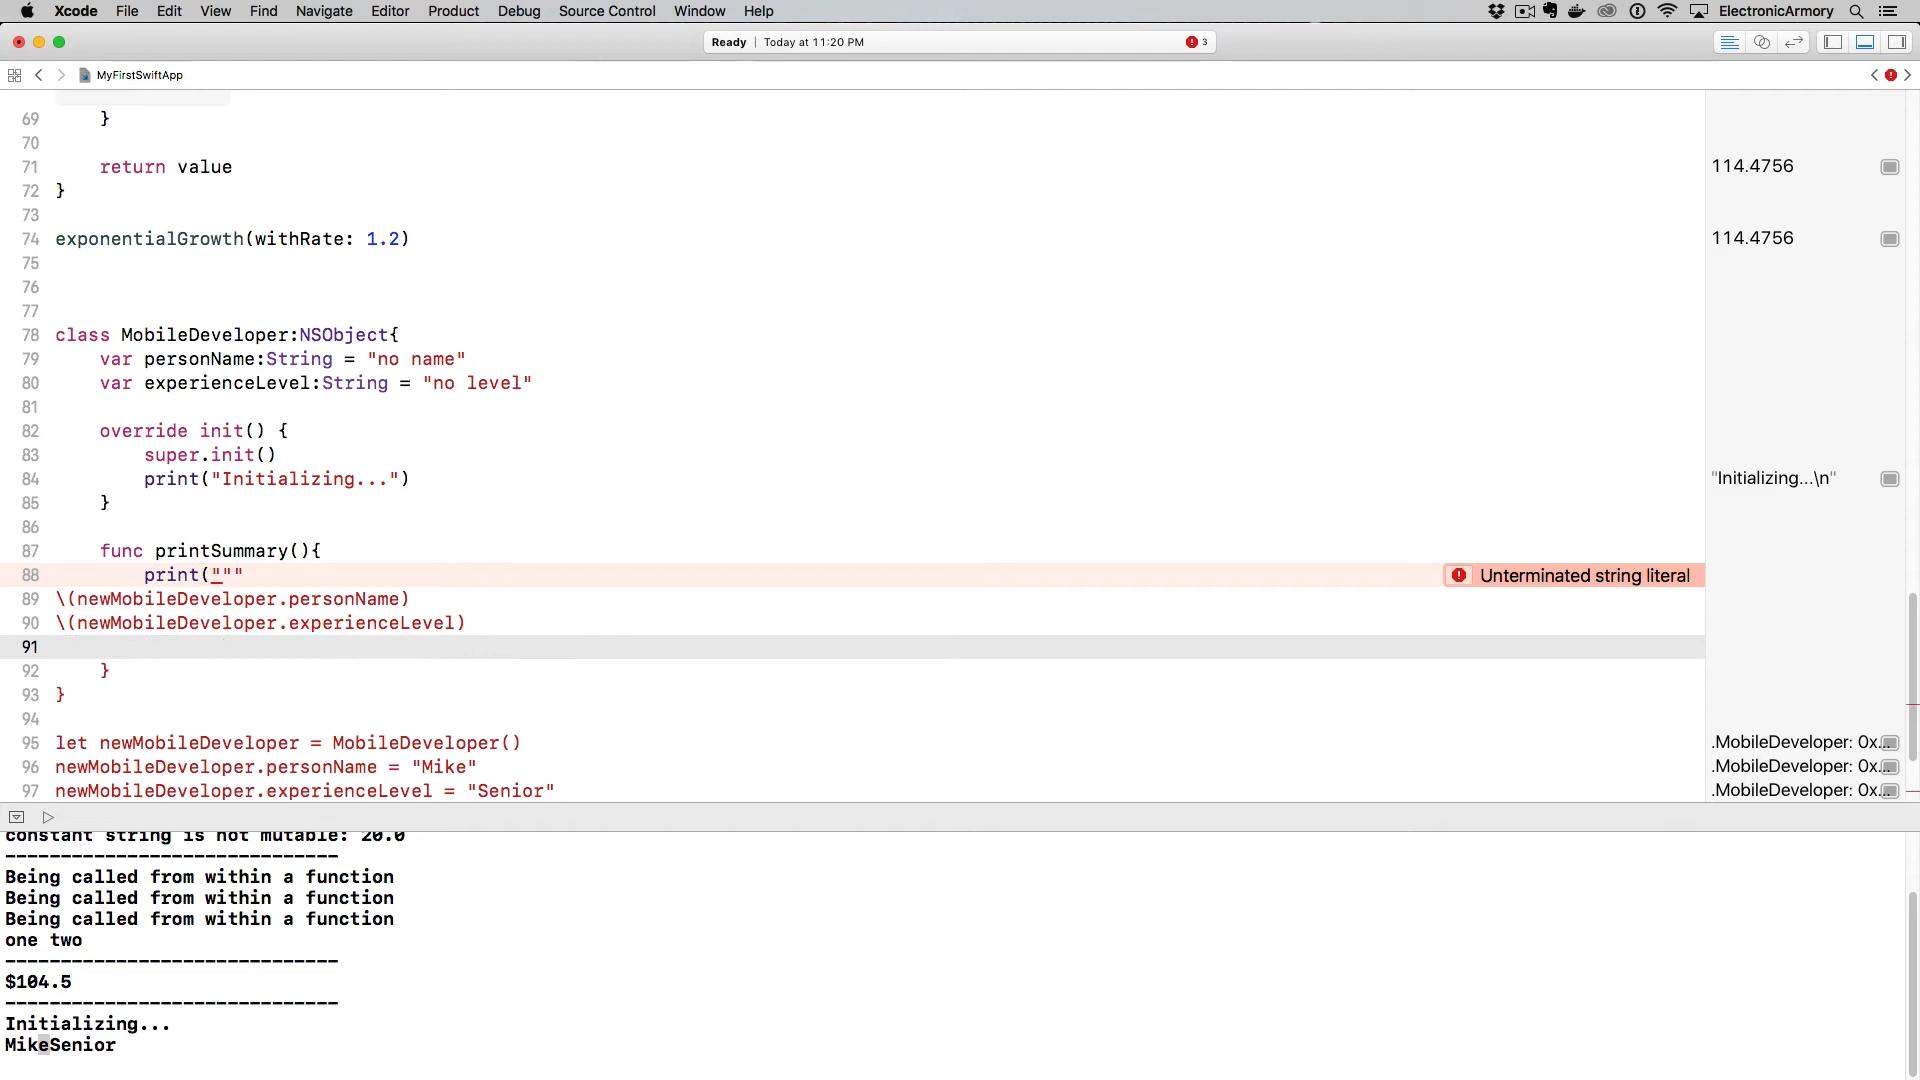 Xcode File Edit View Find Navigate Editor Product Debug Source Control Window Help ElectronicArmory
Ready | Today at 11:20 PM 3
MyFirstSwiftApp
69 }
70
71 return value 114.4756
72 }
73
74 exponentialGrowth(withRate: 1.2) 114.4756
75
76
77
78 class MobileDeveloper:NSObject{
79 var personName:String = "no name"
80 var experienceLevel:String = "no level"
81
82 override init() {
83 super.init()
84 print("Initializing...") "Initializing...\n"
85 }
86
87 func printSummary(){
88 print(""" Unterminated string literal
89 \(newMobileDeveloper.personName)
90 \(newMobileDeveloper.experienceLevel)
91
92 }
93 }
94
95 let newMobileDeveloper = MobileDeveloper() .MobileDeveloper: 0x...
96 newMobileDeveloper.personName = "Mike" .MobileDeveloper: 0x...
97 newMobileDeveloper.experienceLevel = "Senior" .MobileDeveloper: 0x...
constant string is not mutable: 20.0
------------------------------
Being called from within a function
Being called from within a function
Being called from within a function
one two
------------------------------
$104.5
------------------------------
Initializing...
MikeSenior